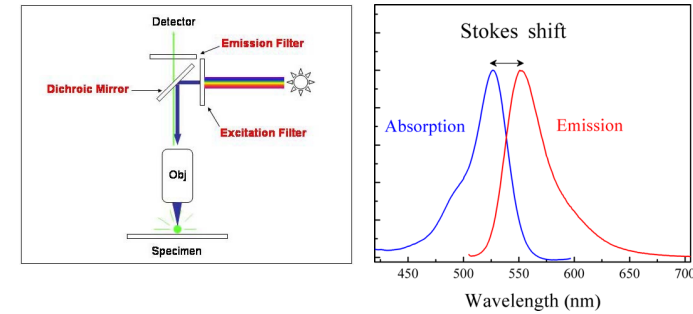 Detector
Emission Filter
Dichroic Mirror
Excitation Filter
Obj
Specimen
Stokes shift
Absorption
Emission
450 500 550 600 650 700
Wavelength (nm)